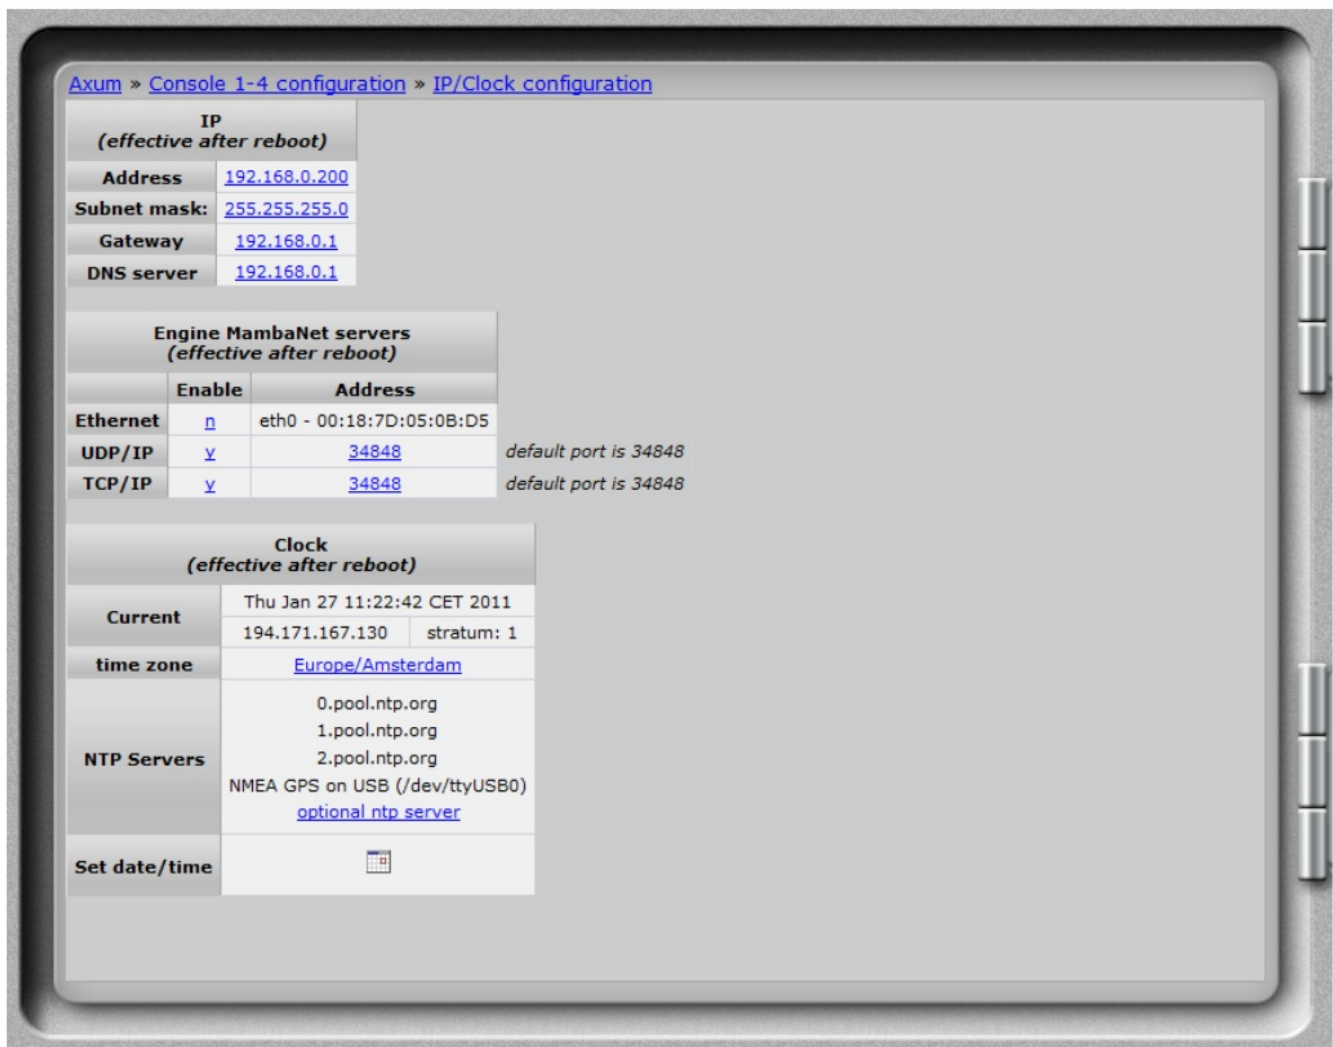 Axum » Console 1-4 configuration » IP/Clock configuration
IP
(effective after reboot)
Address 192.168.0.200
Subnet mask: 255.255.255.0
Gateway 192.168.0.1
DNS server 192.168.0.1
Engine MambaNet servers
(effective after reboot)
Enable Address
Ethernet n eth0 - 00:18:7D:05:0B:D5
UDP/IP y 34848 default port is 34848
TCP/IP y 34848 default port is 34848
Clock
(effective after reboot)
Current Thu Jan 27 11:22:42 CET 2011
194.171.167.130 stratum: 1
time zone Europe/Amsterdam
NTP Servers 0.pool.ntp.org
1.pool.ntp.org
2.pool.ntp.org
NMEA GPS on USB (/dev/ttyUSB0)
optional ntp server
Set date/time